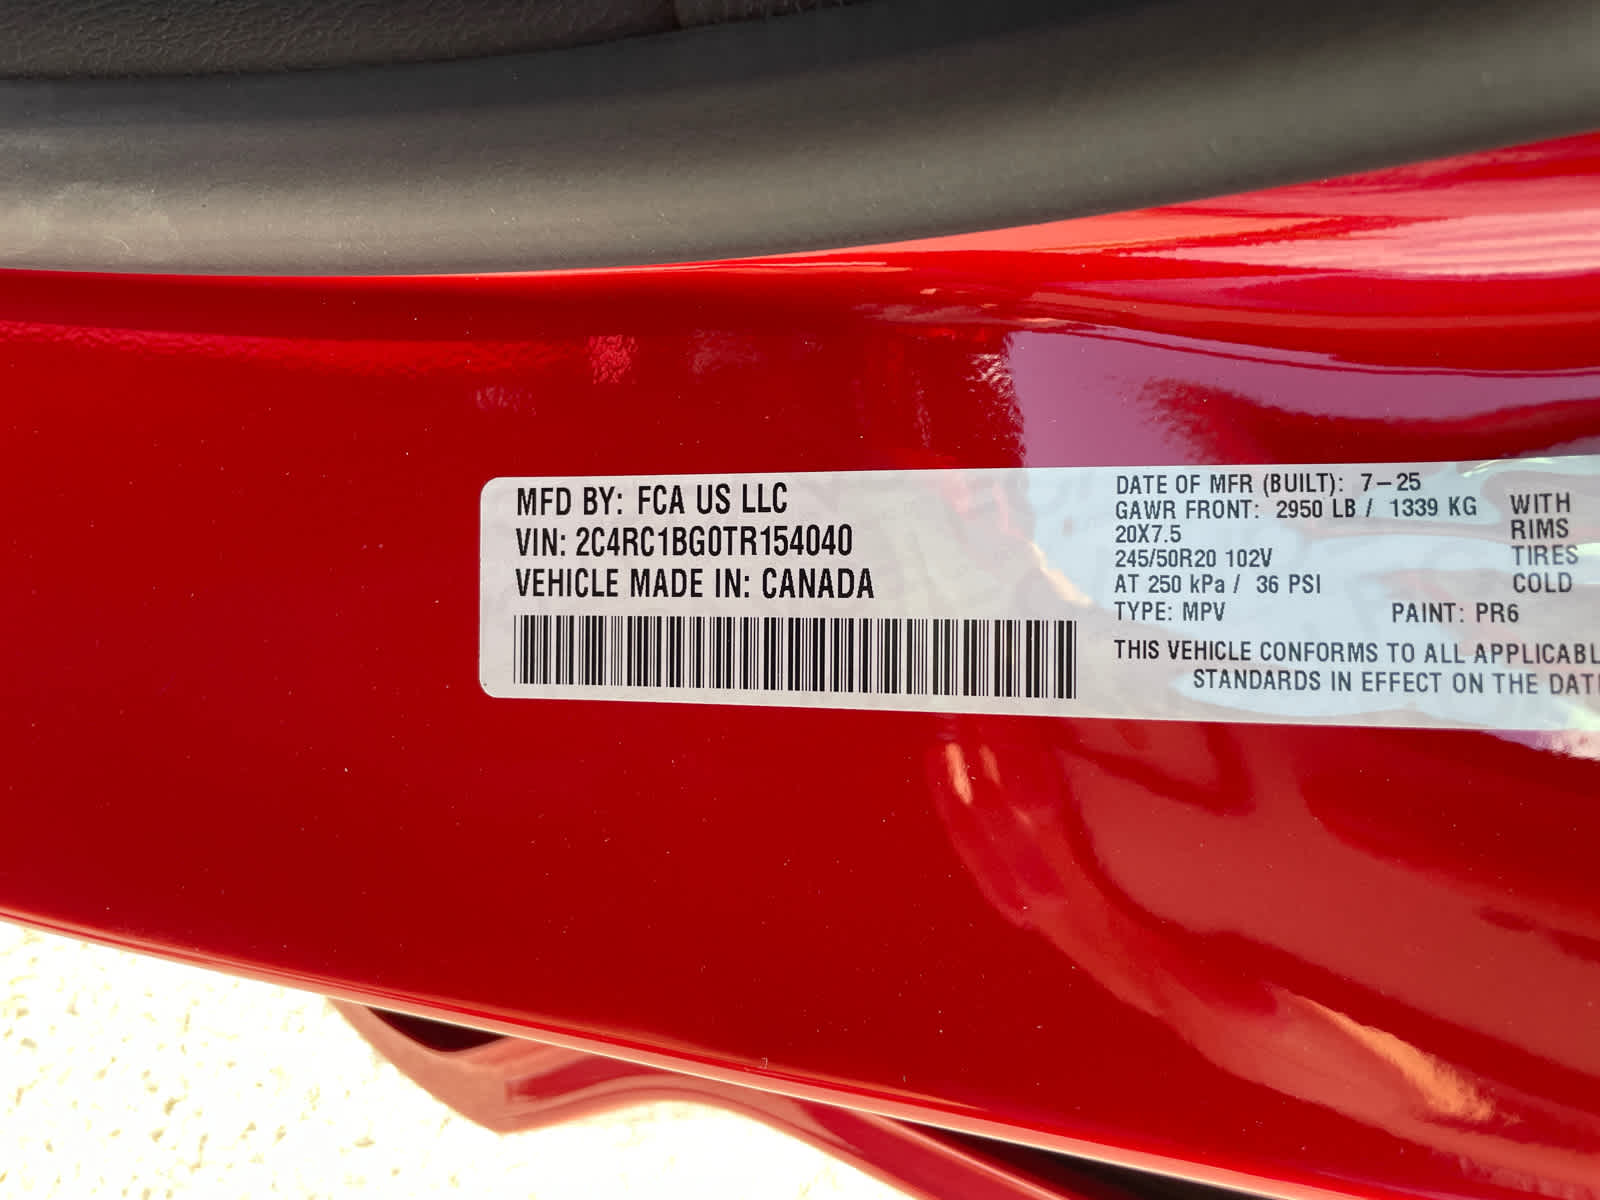 MFD BY: FCA US LLC
VIN: 2C4RC1BG0TR154040
VEHICLE MADE IN: CANADA
DATE OF MFR (BUILT): 7-25
GAWR FRONT: 2950 LB / 1339 KG WITH
20X7.5 RIMS
245/50R20 102V TIRES
AT 250 kPa / 36 PSI COLD
TYPE: MPV PAINT: PR6
THIS VEHICLE CONFORMS TO ALL
STANDARDS IN EFFECT ON THE